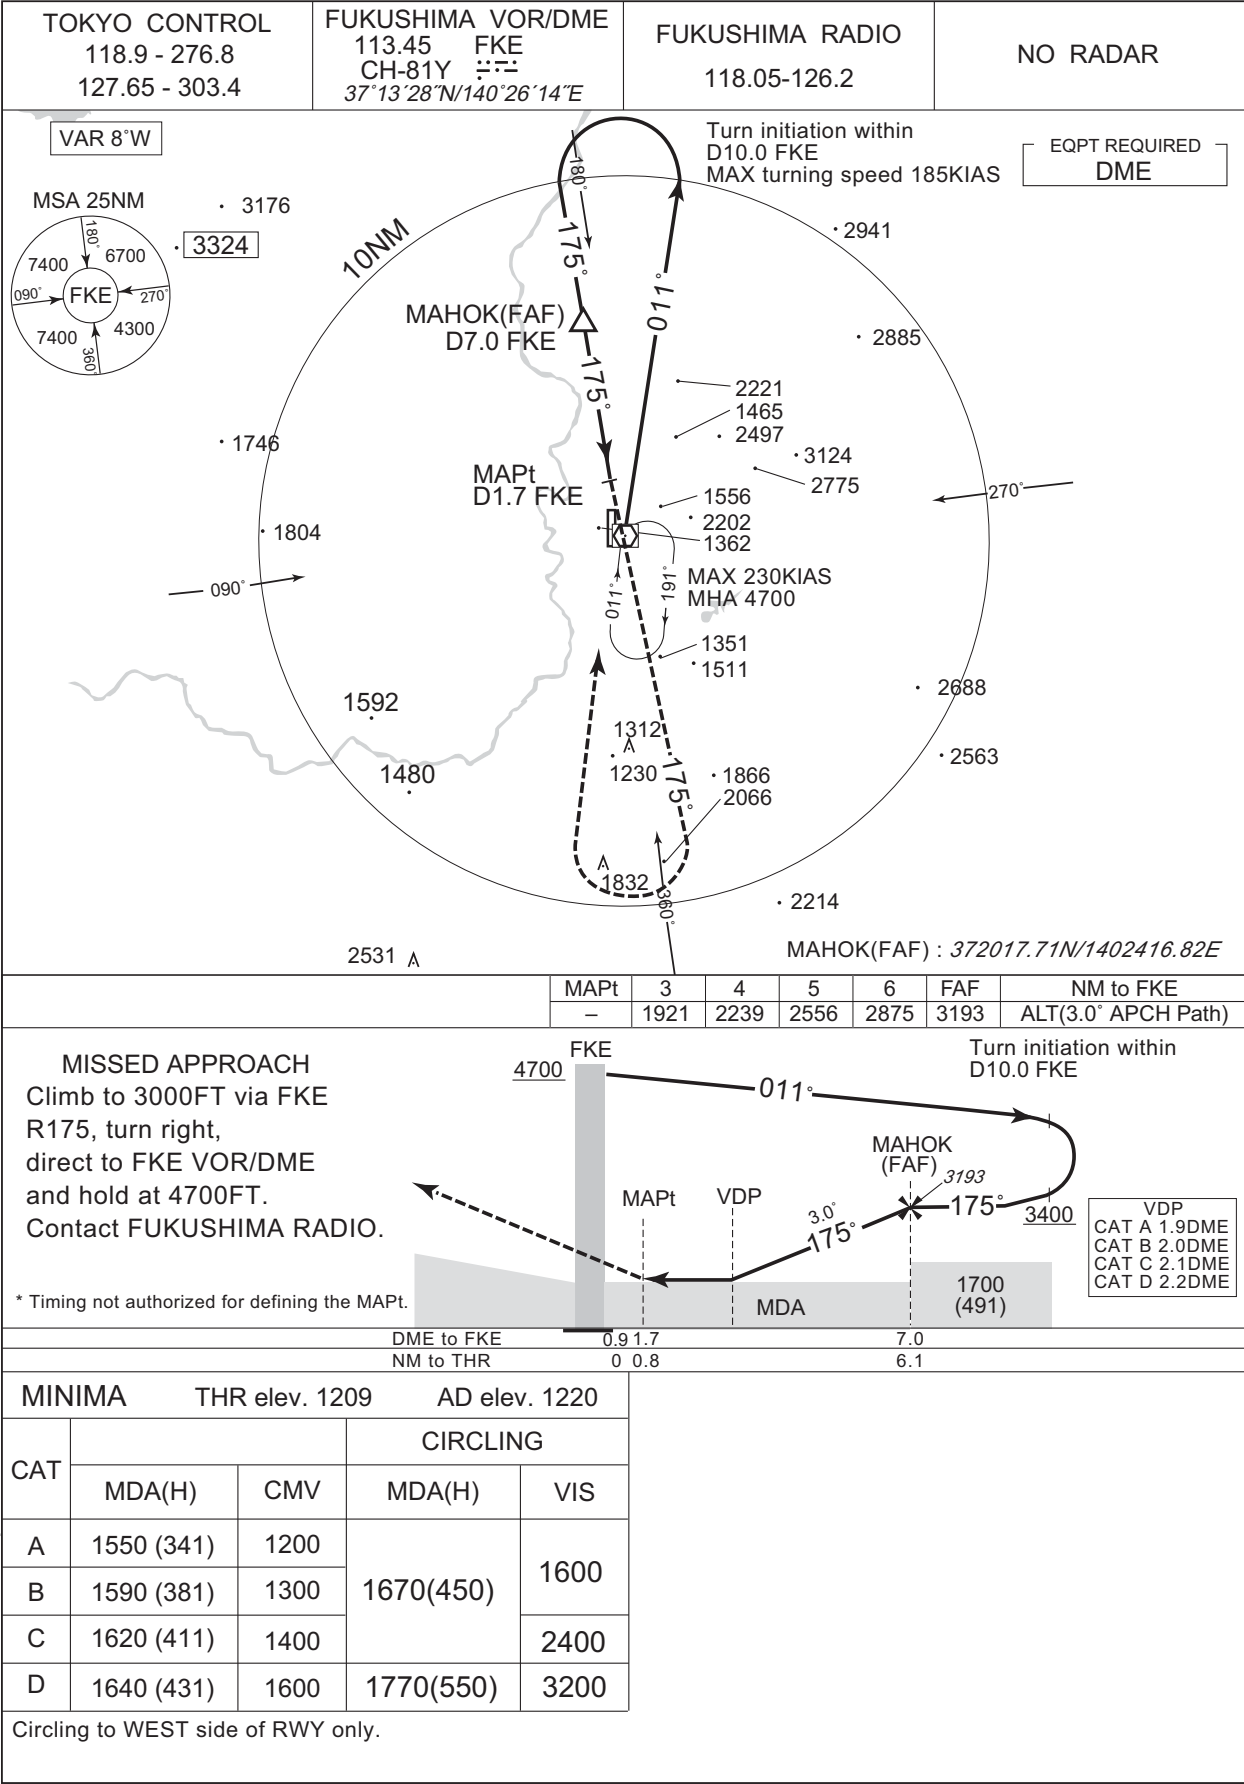 TOKYO CONTROL
118.9 - 276.8
127.65 - 303.4
FUKUSHIMA VOR/DME
113.45 FKE
CH-81Y
37°13´28˝N/140°26´14˝E
FUKUSHIMA RADIO
118.05-126.2
NO RADAR
VAR 8°W
Turn initiation within
D10.0 FKE
MAX turning speed 185KIAS
EQPT REQUIRED
DME
MSA 25NM
180°
7400
6700
090°
FKE
270°
7400
4300
360°
3176
3324
10NM
180°
175°
011°
2941
MAHOK(FAF)
D7.0 FKE
2885
175°
2221
1465
2497
3124
2775
1746
MAPt
D1.7 FKE
1556
2202
1362
270°
1804
090°
011°
191°
MAX 230KIAS
MHA 4700
1351
1511
2688
1592
1312
1230
175°
1866
2066
2563
1480
1832
360°
2214
2531
MAHOK(FAF) : 372017.71N/1402416.82E
MAPt 3 4 5 6 FAF NM to FKE
– 1921 2239 2556 2875 3193 ALT(3.0° APCH Path)
MISSED APPROACH
Climb to 3000FT via FKE
R175, turn right,
direct to FKE VOR/DME
and hold at 4700FT.
Contact FUKUSHIMA RADIO.
* Timing not authorized for defining the MAPt.
FKE
4700
011°
Turn initiation within
D10.0 FKE
MAHOK
(FAF)
3193
MAPt
VDP
3.0°
175°
175°
3400
VDP
CAT A 1.9DME
CAT B 2.0DME
CAT C 2.1DME
CAT D 2.2DME
MDA
1700
(491)
DME to FKE 0.9 1.7 7.0
NM to THR 0 0.8 6.1
MINIMA THR elev. 1209 AD elev. 1220
CAT
CIRCLING
MDA(H) CMV MDA(H) VIS
A 1550 (341) 1200
B 1590 (381) 1300 1670(450) 1600
C 1620 (411) 1400 2400
D 1640 (431) 1600 1770(550) 3200
Circling to WEST side of RWY only.